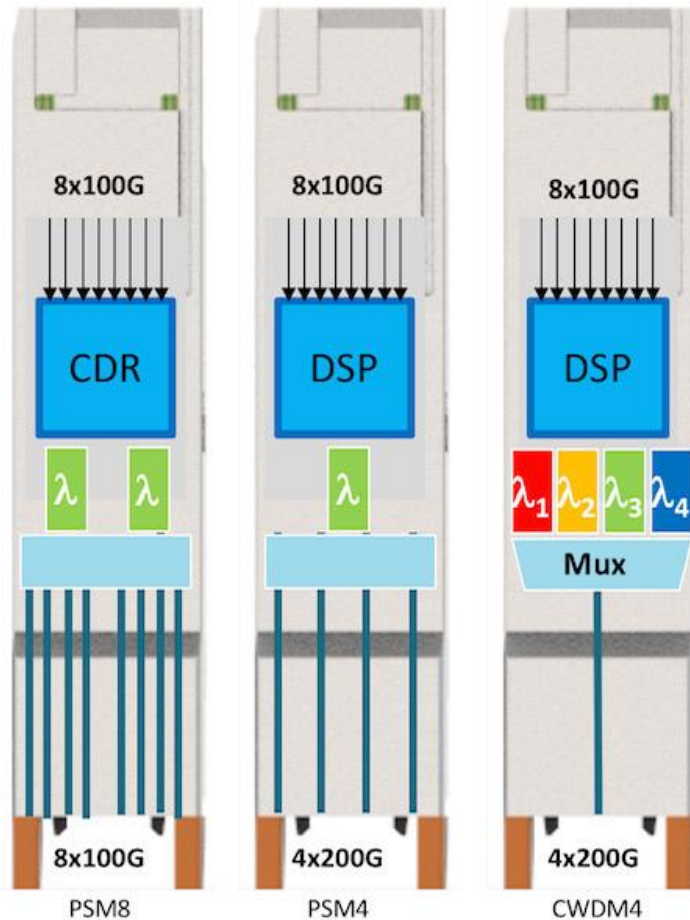 8x100G
8x100G
8x100G
CDR
DSP
DSP
λ
λ
λ
λ1
λ2
λ3
λ4
Mux
8x100G
4x200G
4x200G
PSM8
PSM4
CWDM4